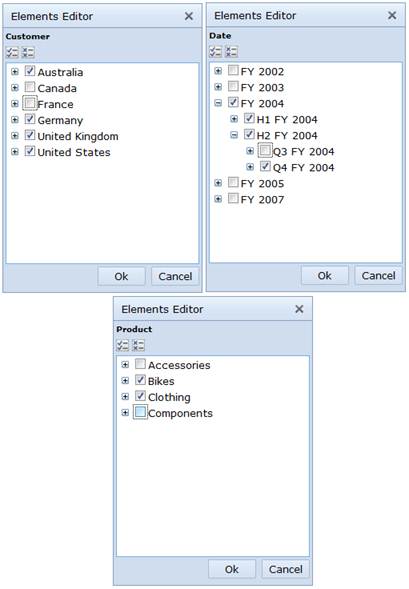 Elements Editor
Customer
Australia
Canada
France
Germany
United Kingdom
United States
Ok
Cancel
Elements Editor
Date
FY 2002
FY 2003
FY 2004
H1 FY 2004
H2 FY 2004
Q3 FY 2004
Q4 FY 2004
FY 2005
FY 2007
Ok
Cancel
Elements Editor
Product
Accessories
Bikes
Clothing
Components
Ok
Cancel